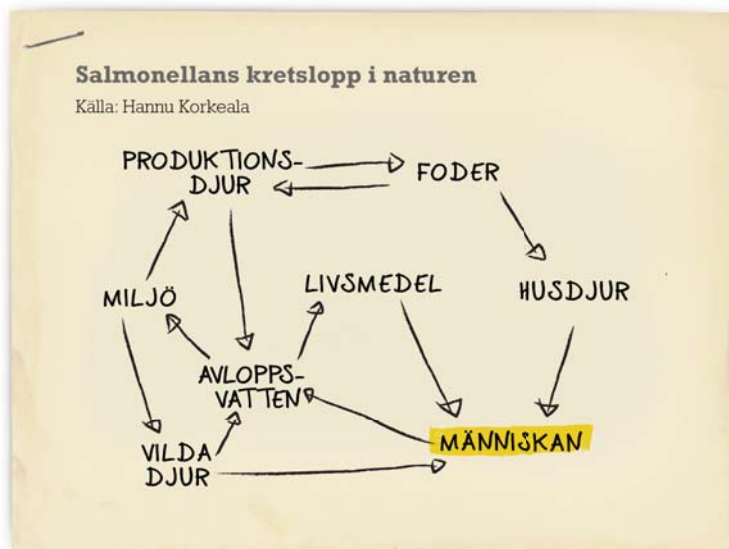 Salmonellans kretslopp i naturen
Källa: Hannu Korkeala
PRODUKTIONS-
DJUR
FODER
MILJÖ
LIVSMEDEL
HUSDJUR
AVLOPPS-
VATTEN
MÄNNISKAN
VILDA
DJUR